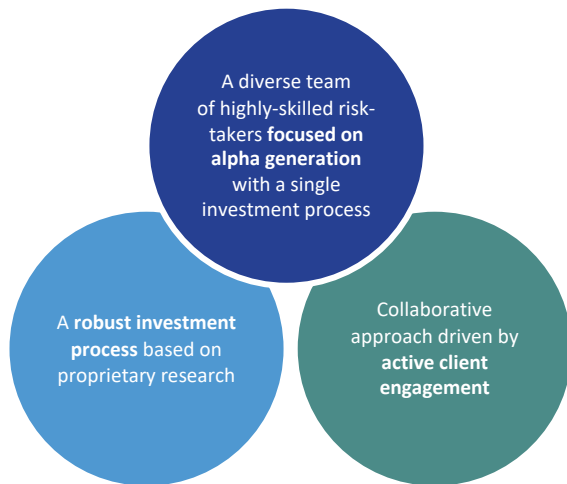 A diverse team
of highly-skilled risk-
takers focused on
alpha generation
with a single
investment process
A robust investment
process based on
proprietary research
Collaborative
approach driven by
active client
engagement